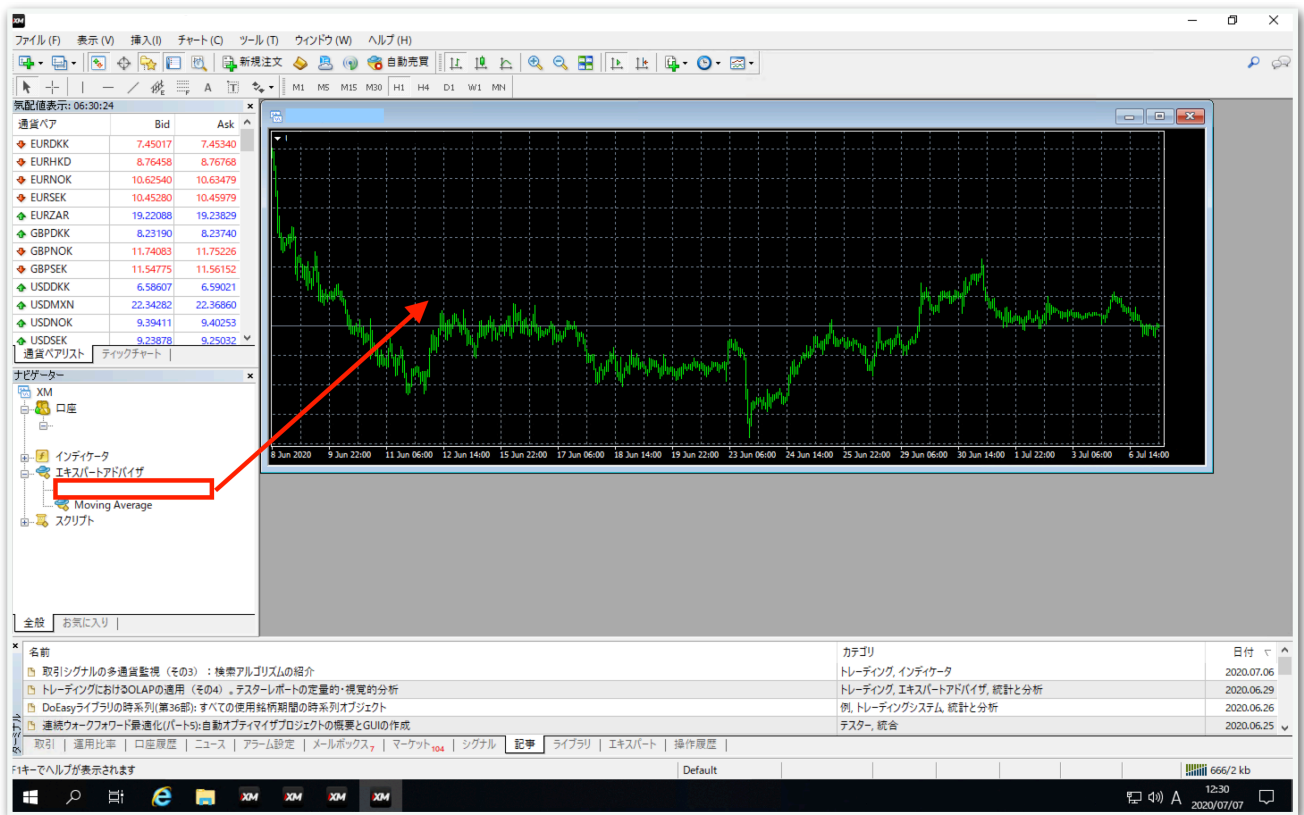 XM
ファイル (F) 表示 (V) 挿入(I) チャート (C) ツール (T) ウィンドウ (W) ヘルプ (H)
新規注文 自動売買
A T M1 M5 M15 M30 H1 H4 D1 W1 MN
気配値表示: 06:30:24
通貨ペア Bid Ask
EURDKK 7.45017 7.45340
EURHKD 8.76458 8.76768
EURNOK 10.62540 10.63479
EURSEK 10.45280 10.45979
EURZAR 19.22088 19.23829
GBPDKK 8.23190 8.23740
GBPNOK 11.74083 11.75226
GBPSEK 11.54775 11.56152
USDDKK 6.58607 6.59021
USDMXN 22.34282 22.36860
USDNOK 9.39411 9.40253
USDSEK 9.23878 9.25032
通貨ペアリスト ティックチャート
ナビゲーター
XM
口座
インディケータ
エキスパートアドバイザ
Moving Average
スクリプト
全般 お気に入り
8 Jun 2020 9 Jun 22:00 11 Jun 06:00 12 Jun 14:00 15 Jun 22:00 17 Jun 06:00 18 Jun 14:00 19 Jun 22:00 23 Jun 06:00 24 Jun 14:00 25 Jun 22:00 29 Jun 06:00 30 Jun 14:00 1 Jul 22:00 3 Jul 06:00 6 Jul 14:00
名前 カテゴリ 日付
取引シグナルの多通貨監視（その3）：検索アルゴリズムの紹介 トレーディング, インディケータ 2020.07.06
トレーディングにおけるOLAPの適用（その4）。テスターレポートの定量的・視覚的分析 トレーディング, エキスパートアドバイザ, 統計と分析 2020.06.29
DoEasyライブラリの時系列(第36部): すべての使用銘柄期間の時系列オブジェクト 例, トレーディングシステム, 統計と分析 2020.06.26
連続ウォークフォワード最適化(パート5):自動オプティマイザプロジェクトの概要とGUIの作成 テスター, 統合 2020.06.25
ターミナル
取引 運用比率 口座履歴 ニュース アラーム設定 メールボックス7 マーケット104 シグナル 記事 ライブラリ エキスパート 操作履歴
F1キーでヘルプが表示されます Default 666/2 kb
XM XM XM XM A 12:30
2020/07/07